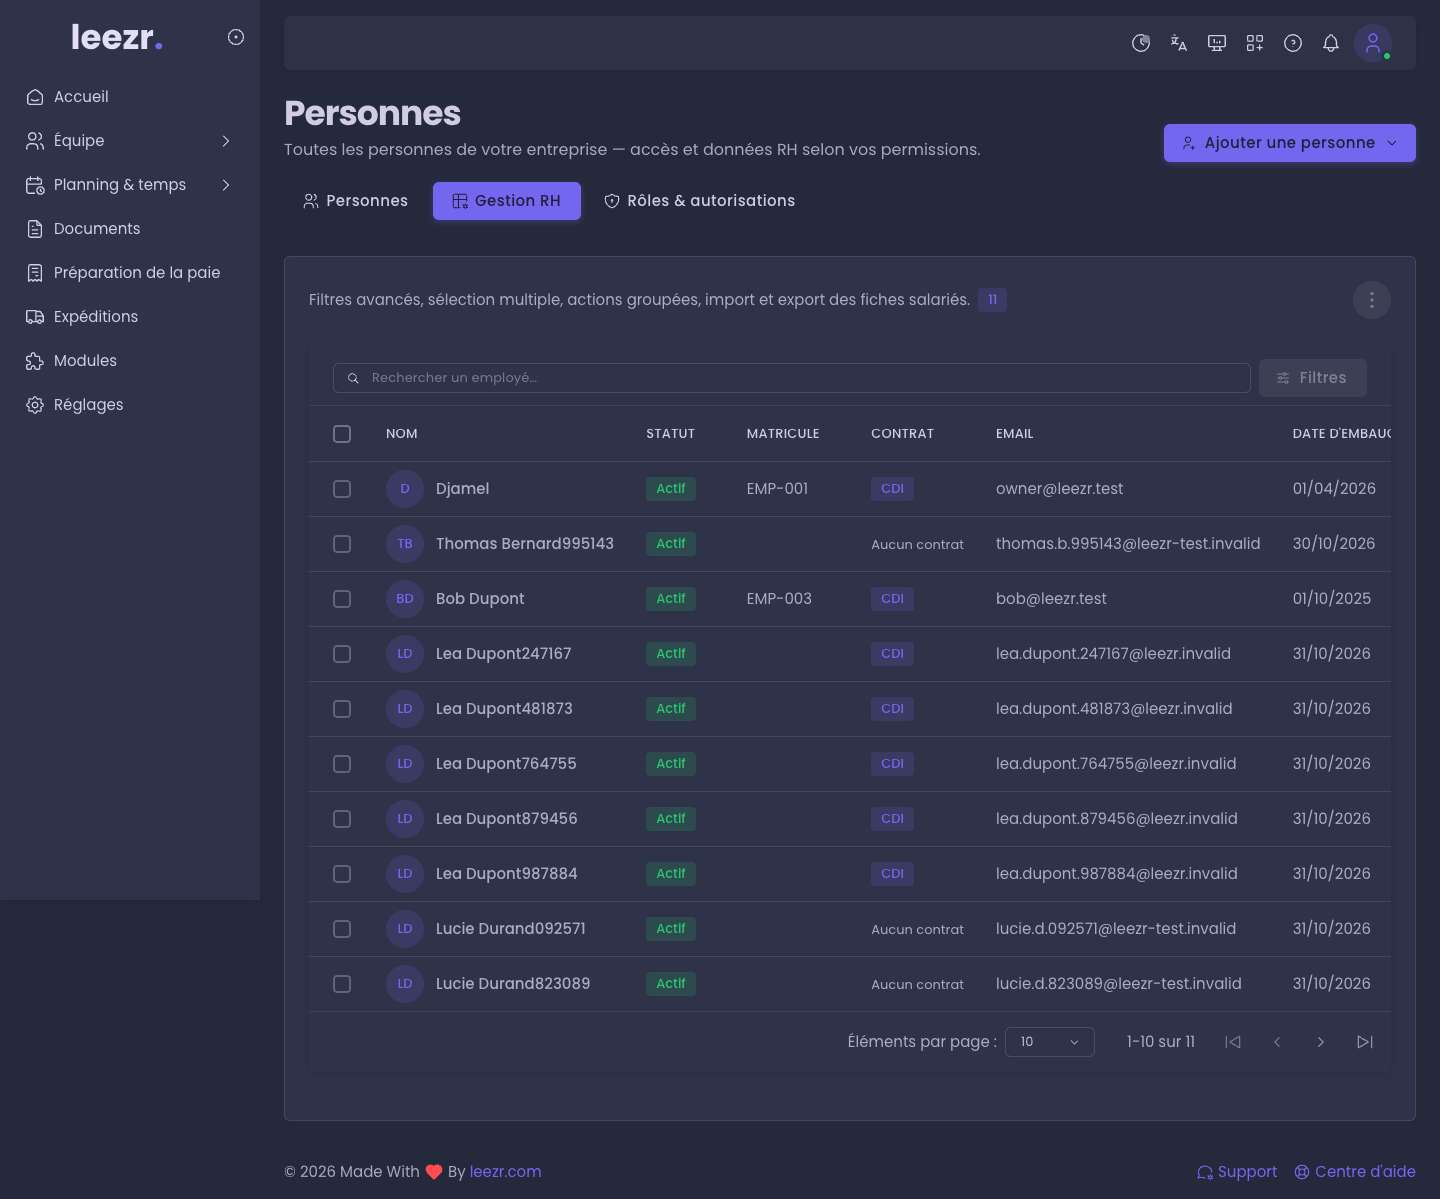 leezr.
Accueil
Équipe
Planning & temps
Documents
Préparation de la paie
Expéditions
Modules
Réglages
Personnes
Toutes les personnes de votre entreprise — accès et données RH selon vos permissions.
Ajouter une personne
Personnes Gestion RH Rôles & autorisations
Filtres avancés, sélection multiple, actions groupées, import et export des fiches salariés. 11
Rechercher un employé... Filtres
NOM STATUT MATRICULE CONTRAT EMAIL DATE D'EMBAUC
D Djamel Actif EMP-001 CDI owner@leezr.test 01/04/2026
TB Thomas Bernard995143 Actif Aucun contrat thomas.b.995143@leezr-test.invalid 30/10/2026
BD Bob Dupont Actif EMP-003 CDI bob@leezr.test 01/10/2025
LD Lea Dupont247167 Actif CDI lea.dupont.247167@leezr.invalid 31/10/2026
LD Lea Dupont481873 Actif CDI lea.dupont.481873@leezr.invalid 31/10/2026
LD Lea Dupont764755 Actif CDI lea.dupont.764755@leezr.invalid 31/10/2026
LD Lea Dupont879456 Actif CDI lea.dupont.879456@leezr.invalid 31/10/2026
LD Lea Dupont987884 Actif CDI lea.dupont.987884@leezr.invalid 31/10/2026
LD Lucie Durand092571 Actif Aucun contrat lucie.d.092571@leezr-test.invalid 31/10/2026
LD Lucie Durand823089 Actif Aucun contrat lucie.d.823089@leezr-test.invalid 31/10/2026
Éléments par page : 10 1-10 sur 11
© 2026 Made With By leezr.com Support Centre d'aide